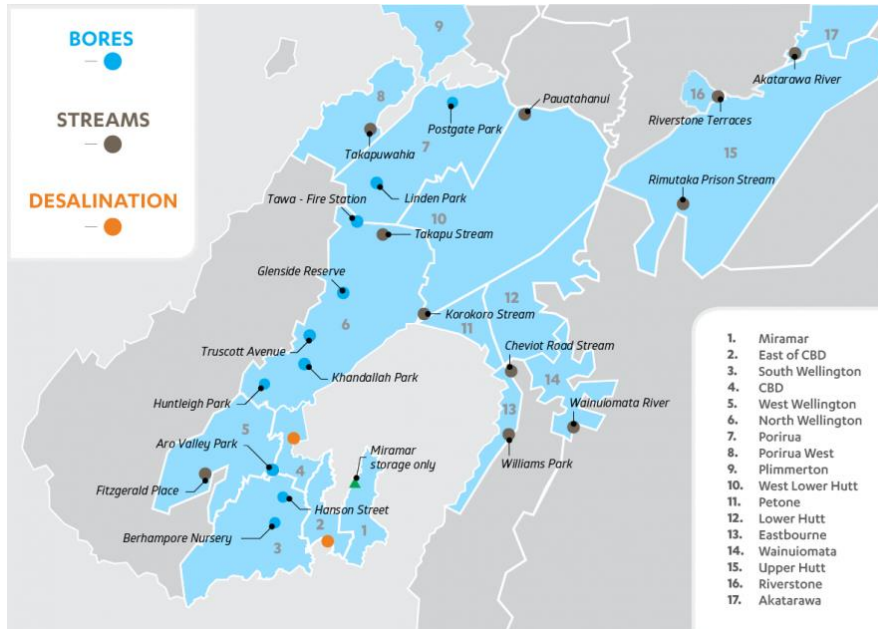 BORES
STREAMS
DESALINATION
9
17
Akatarawa River
8
Pauatahanui
16
Postgate Park
Riverstone Terraces
Takapuwahia
7
15
Rimutaka Prison Stream
Linden Park
Tawa - Fire Station
10
Takapu Stream
Glenside Reserve
12
6
Korokoro Stream
11
Truscott Avenue
Cheviot Road Stream
Khandallah Park
14
Huntleigh Park
Wainuiomata River
13
5
Aro Valley Park
Miramar
storage only
Williams Park
4
Fitzgerald Place
Hanson Street
2
1
Berhampore Nursery
3
1. Miramar
2. East of CBD
3. South Wellington
4. CBD
5. West Wellington
6. North Wellington
7. Porirua
8. Porirua West
9. Plimmerton
10. West Lower Hutt
11. Petone
12. Lower Hutt
13. Eastbourne
14. Wainuiomata
15. Upper Hutt
16. Riverstone
17. Akatarawa